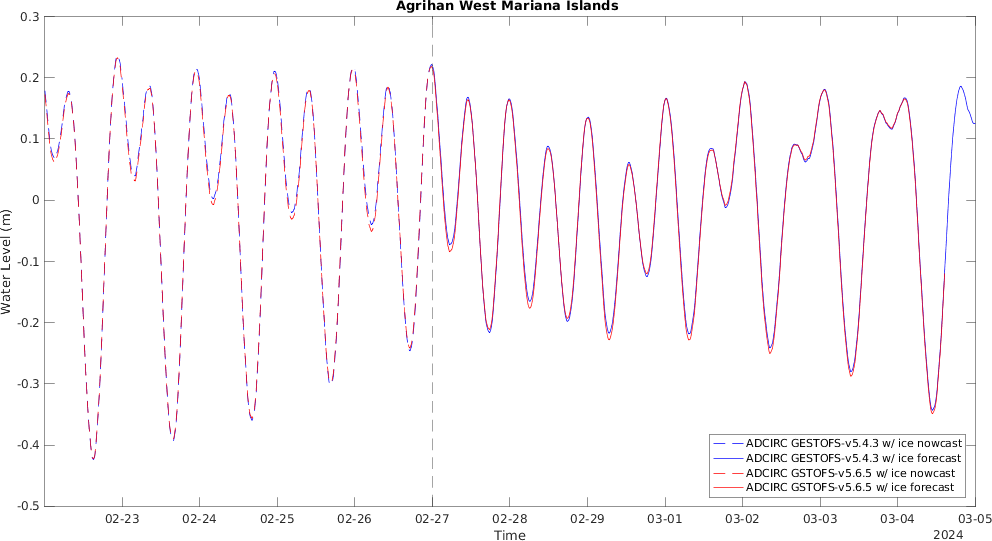 Agrihan West Mariana Islands
0.3
0.2
0.1
0
-0.1
-0.2
-0.3
-0.4
-0.5
Water Level (m)
ADCIRC GESTOFS-v5.4.3 w/ ice nowcast
ADCIRC GESTOFS-v5.4.3 w/ ice forecast
ADCIRC GSTOFS-v5.6.5 w/ ice nowcast
ADCIRC GSTOFS-v5.6.5 w/ ice forecast
02-23 02-24 02-25 02-26 02-27 02-28 02-29 03-01 03-02 03-03 03-04 03-05
Time
2024